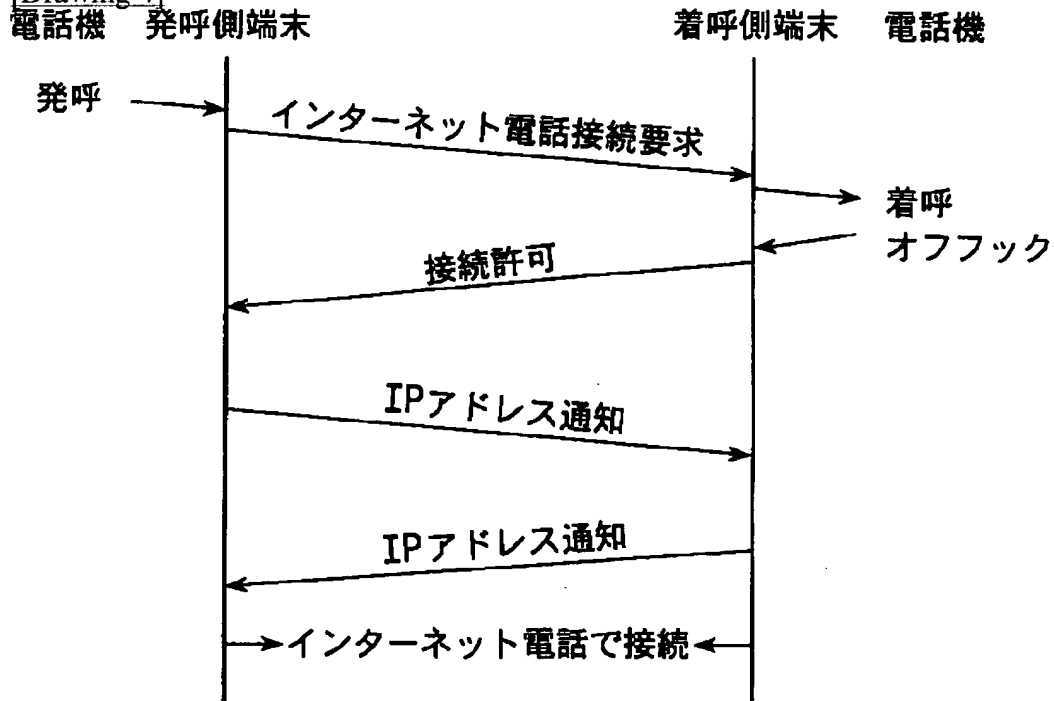 電話機 発呼側端末 着呼側端末 電話機
発呼
インターネット電話接続要求
着呼
オフフック
接続許可
IPアドレス通知
IPアドレス通知
インターネット電話で接続